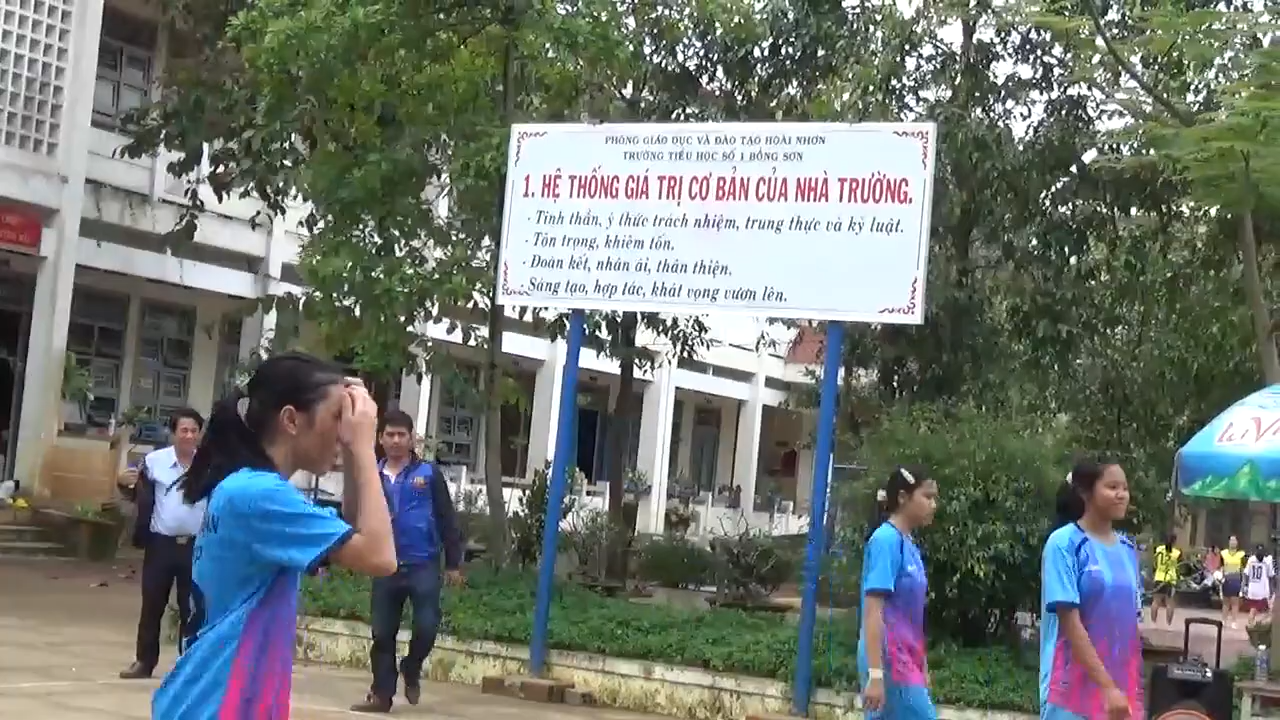 PHÒNG GIÁO DỤC VÀ ĐÀO TẠO HOÀI NHƠN
TRƯỜNG TIỂU HỌC SỐ 1 BỒNG SƠN
1. HỆ THỐNG GIÁ TRỊ CƠ BẢN CỦA NHÀ TRƯỜNG.
- Tinh thần, ý thức trách nhiệm, trung thực và kỷ luật.
- Tôn trọng, khiêm tốn.
- Đoàn kết, nhân ái, thân thiện.
- Sáng tạo, hợp tác, khát vọng vươn lên.
10